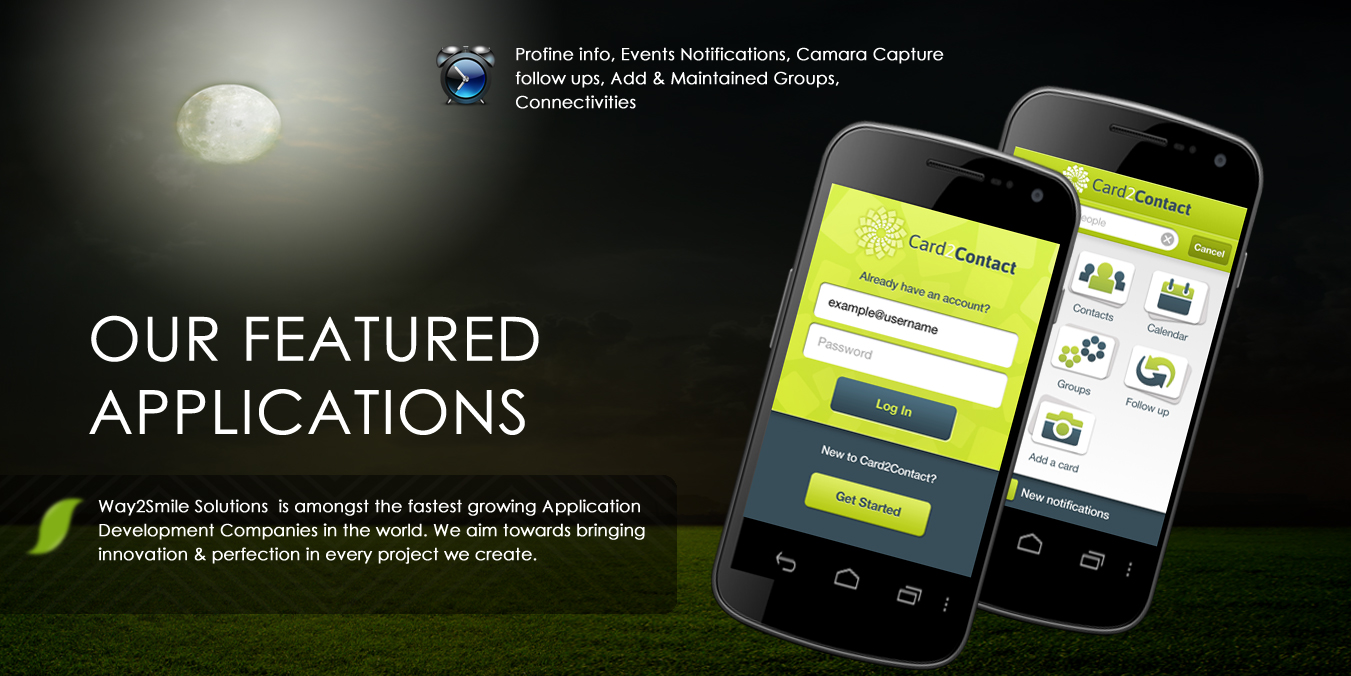 Profine info, Events Notifications, Camara Capture
follow ups, Add & Maintained Groups,
Connectivities
OUR FEATURED
APPLICATIONS
Way2Smile Solutions is amongst the fastest growing Application
Development Companies in the world. We aim towards bringing
innovation & perfection in every project we create.
Card2Contact
Already have an account?
example@username
Password
Log In
New to Card2Contact?
Get Started
Card2Contact
eople
Cancel
Contacts
Calendar
Groups
Follow up
Add a card
New notifications